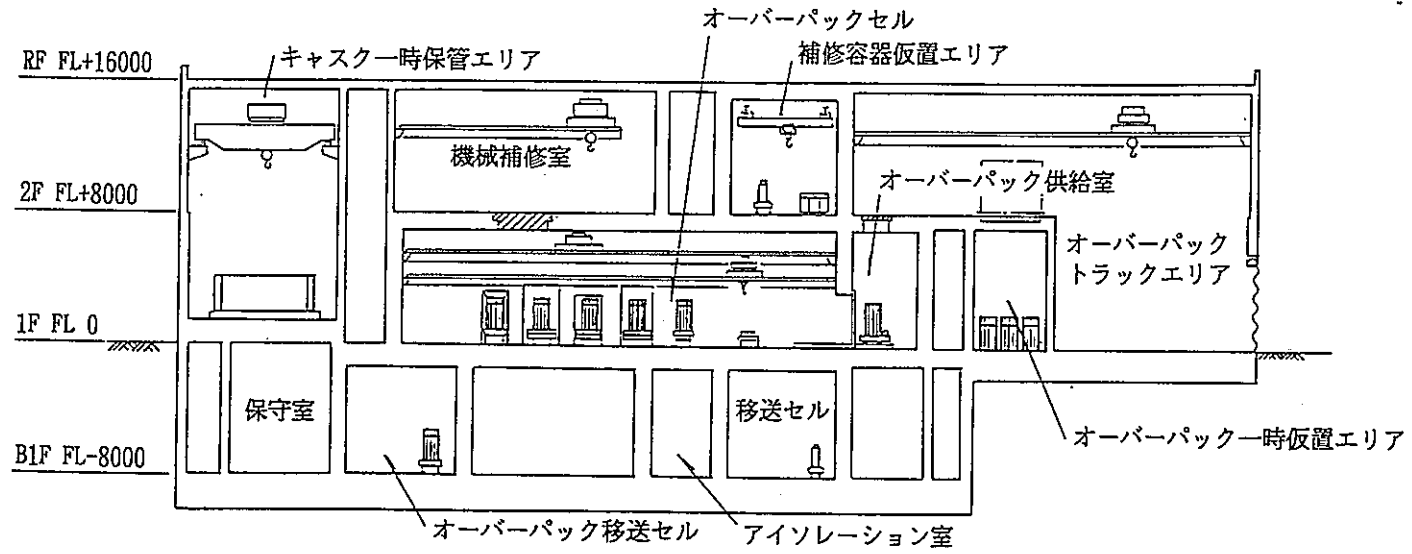 オーバーパックセル
キャスク一時保管エリア
補修容器仮置エリア
RF FL+16000
機械補修室
オーバーパック供給室
2F FL+8000
オーバーパック
トラックエリア
1F FL 0
保守室
移送セル
オーバーパック一時仮置エリア
B1F FL-8000
オーバーパック移送セル
アイソレーション室